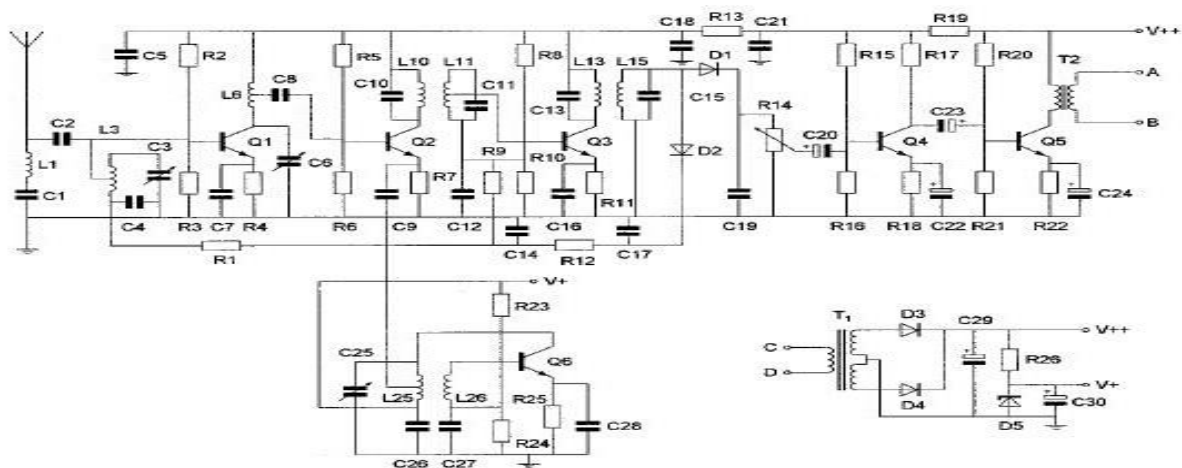 C18 R13 C21 R19 V++
C5 R2 R5 L10 L11 R8 L13 L15 D1 R15 R17 R20 T2
C8 C10 C11 A
L6 C13 C15 R14 C23
C2 L3 C20 B
C3 Q1 Q2 Q3 D2 Q4 Q5
L1 C6 R7 R9 R10
C1 R11 C24
C4 R3 C7 R4 R6 C9 C12 C14 C16 C17 C19 R16 R18 C22 R21 R22
R1 R12
V+
R23 T1 D3 C29 V++
C25 C R26
Q6 D
L25 L26 R25 D4 V+
C28 D5 C30
R24
C26 C27